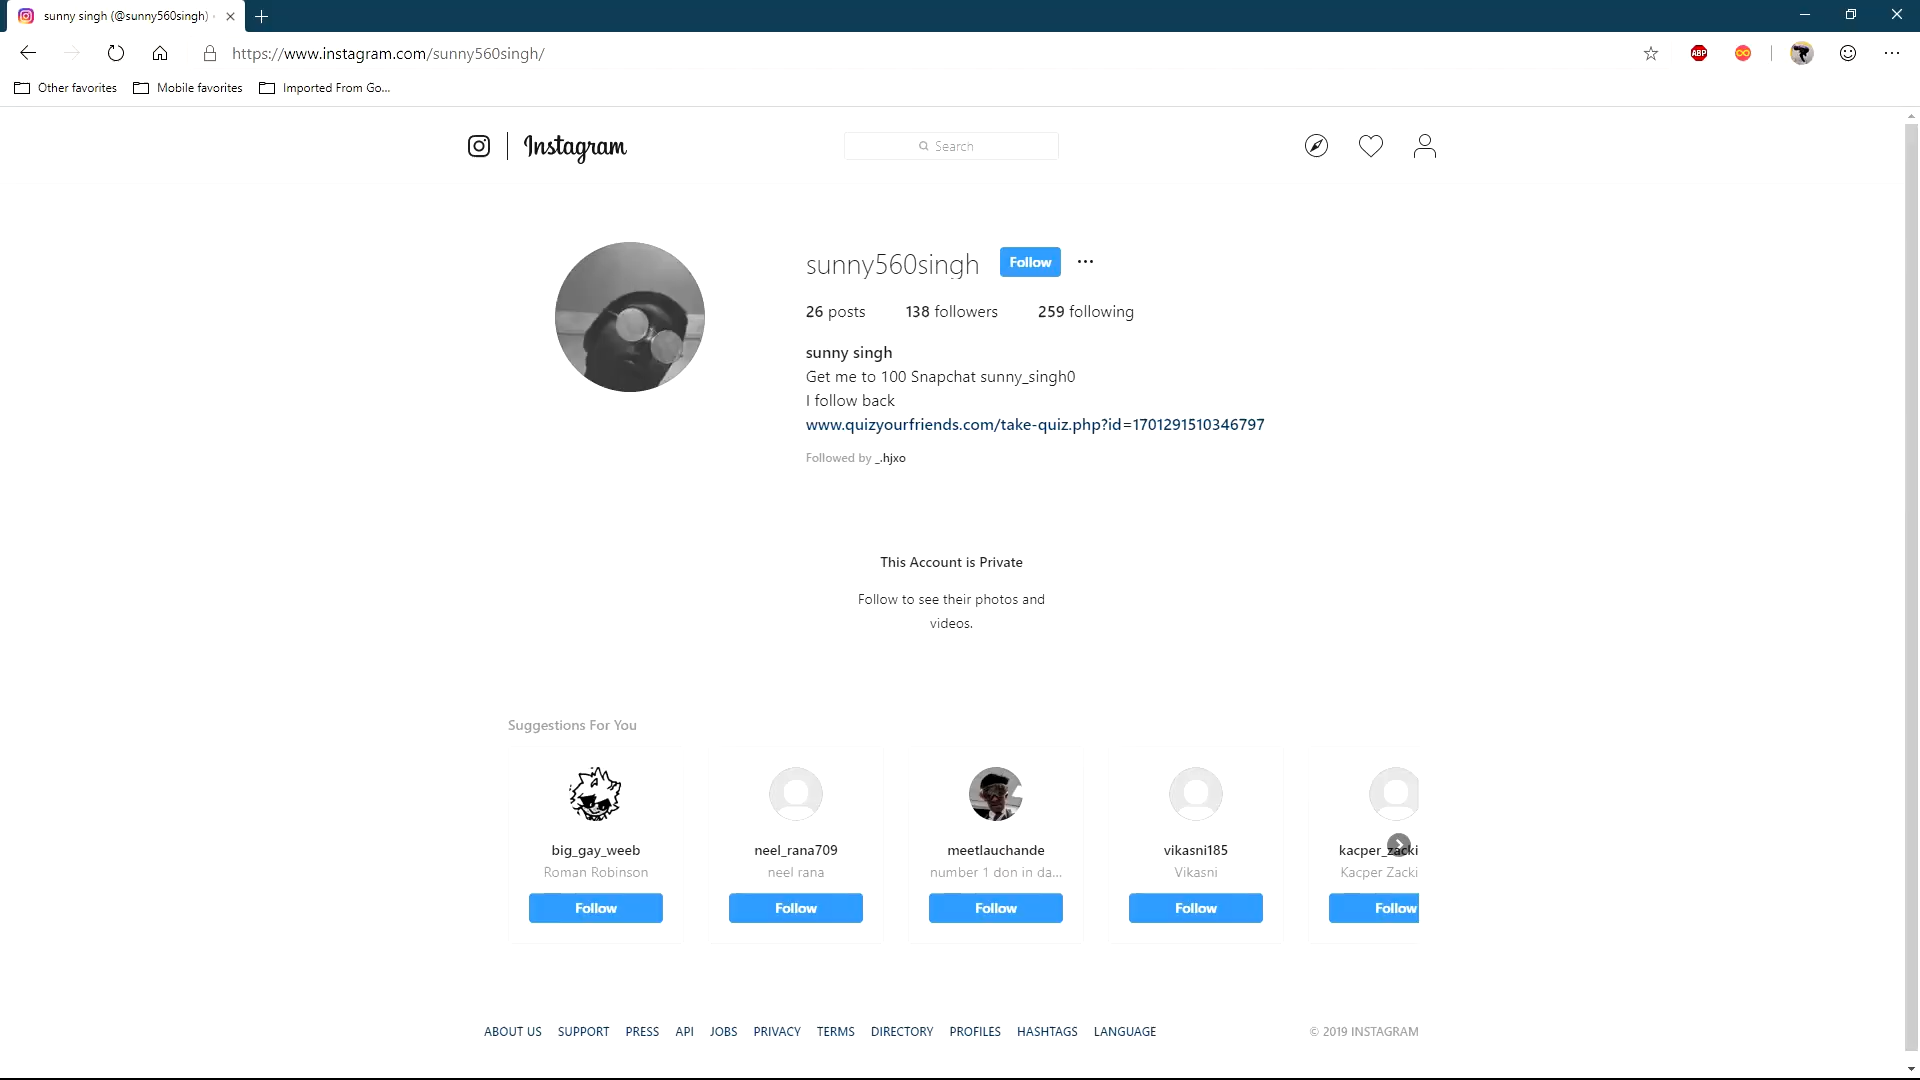 sunny singh (@sunny560singh)
https://www.instagram.com/sunny560singh/
ABP
Other favorites
Mobile favorites
Imported From Go...
Instagram
Search
sunny560singh
Follow
26 posts
138 followers
259 following
sunny singh
Get me to 100 Snapchat sunny_singh0
I follow back
www.quizyourfriends.com/take-quiz.php?id=1701291510346797
Followed by _.hjxo
This Account is Private
Follow to see their photos and
videos.
Suggestions For You
big_gay_weeb
Roman Robinson
Follow
neel_rana709
neel rana
Follow
meetlauchande
number 1 don in da...
Follow
vikasni185
Vikasni
Follow
kacper_zacki
Kacper Zacki
Follow
ABOUT US
SUPPORT
PRESS
API
JOBS
PRIVACY
TERMS
DIRECTORY
PROFILES
HASHTAGS
LANGUAGE
© 2019 INSTAGRAM